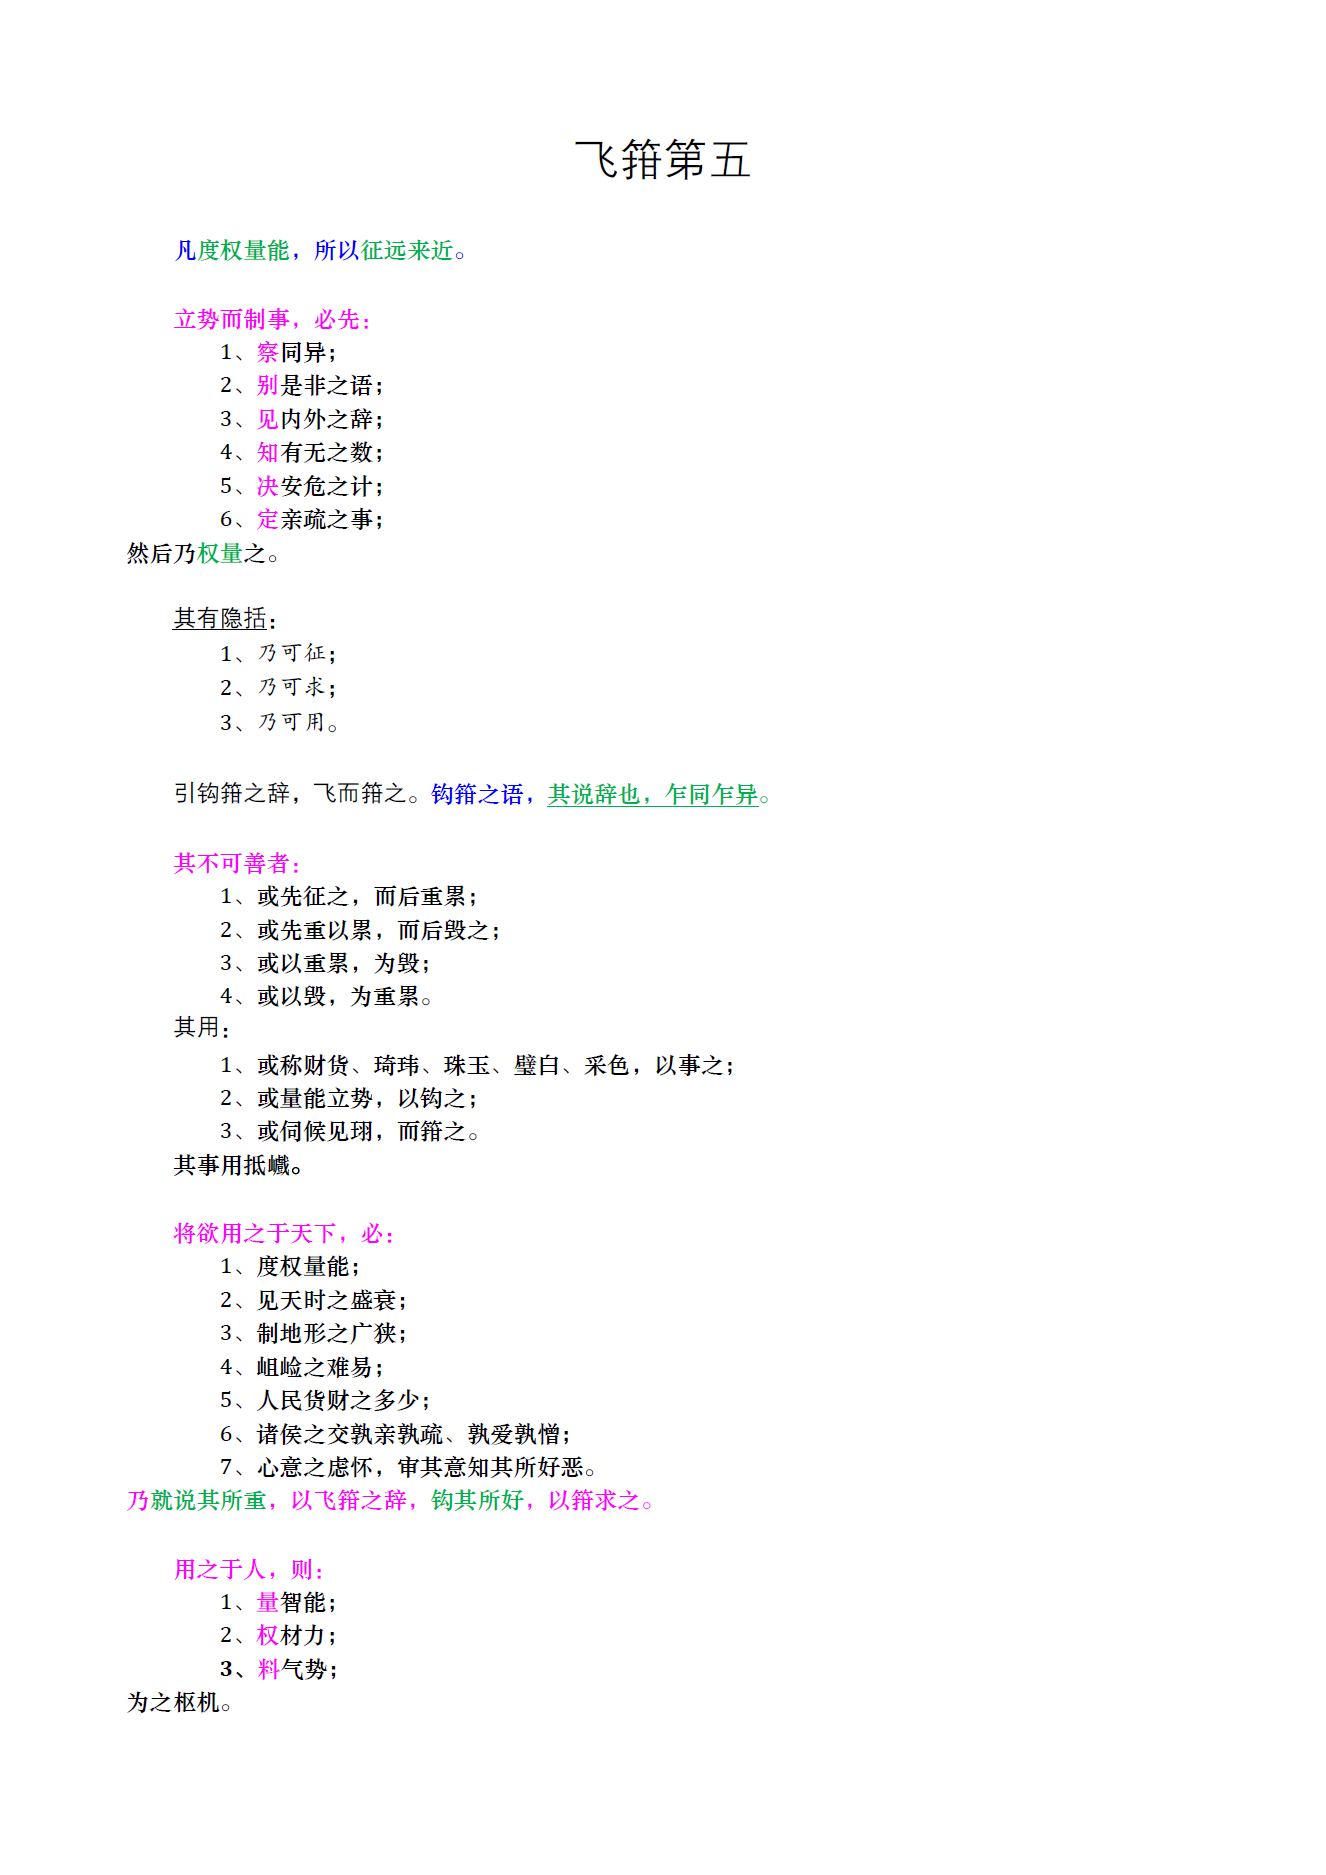 飞箝第五
凡度权量能，所以征远来近。
立势而制事，必先：
1、察同异；
2、别是非之语；
3、见内外之辞；
4、知有无之数；
5、决安危之计；
6、定亲疏之事；
然后乃权量之。
其有隐括：
1、乃可征；
2、乃可求；
3、乃可用。
引钩箝之辞，飞而箝之。钩箝之语，其说辞也，乍同乍异。
其不可善者：
1、或先征之，而后重累；
2、或先重以累，而后毁之；
3、或以重累，为毁；
4、或以毁，为重累。
其用：
1、或称财货、琦玮、珠玉、璧白、采色，以事之；
2、或量能立势，以钩之；
3、或伺候见㻚，而箝之。
其事用抵巇。
将欲用之于天下，必：
1、度权量能；
2、见天时之盛衰；
3、制地形之广狭；
4、岨崄之难易；
5、人民货财之多少；
6、诸侯之交孰亲孰疏、孰爱孰憎；
7、心意之虑怀，审其意知其所好恶。
乃就说其所重，以飞箝之辞，钩其所好，以箝求之。
用之于人，则：
1、量智能；
2、权材力；
3、料气势；
为之枢机。